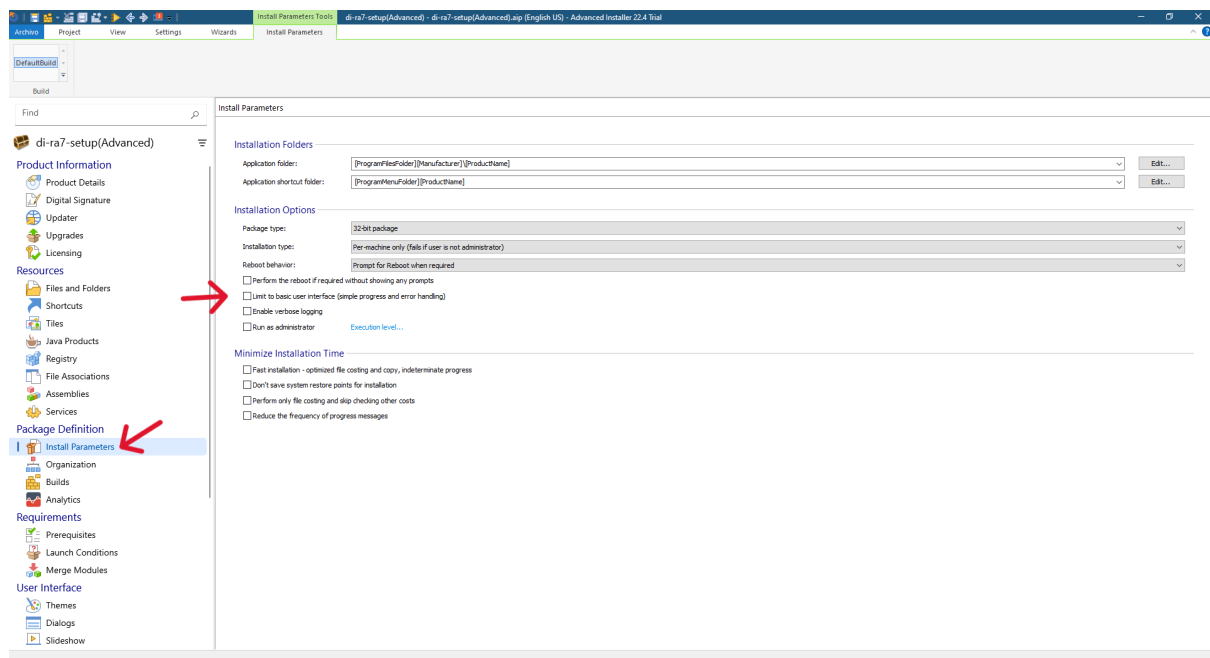 Install Parameters Tools
di-ra7-setup(Advanced) - di-ra7-setup(Advanced).aip (English US) - Advanced Installer 22.4 Trial
Archivo Project View Settings Wizards Install Parameters
DefaultBuild
Build
Find
di-ra7-setup(Advanced)
Product Information
Product Details
Digital Signature
Updater
Upgrades
Licensing
Resources
Files and Folders
Shortcuts
Tiles
Java Products
Registry
File Associations
Assemblies
Services
Package Definition
Install Parameters
Organization
Builds
Analytics
Requirements
Prerequisites
Launch Conditions
Merge Modules
User Interface
Themes
Dialogs
Slideshow
Install Parameters
Installation Folders
Application folder: [ProgramFilesFolder][Manufacturer]\[ProductName] Edit...
Application shortcut folder: [ProgramMenuFolder][ProductName] Edit...
Installation Options
Package type: 32-bit package
Installation type: Per-machine only (fails if user is not administrator)
Reboot behavior: Prompt for Reboot when required
Perform the reboot if required without showing any prompts
Limit to basic user interface (simple progress and error handling)
Enable verbose logging
Run as administrator Execution level...
Minimize Installation Time
Fast installation - optimized file costing and copy, indeterminate progress
Don't save system restore points for installation
Perform only file costing and skip checking other costs
Reduce the frequency of progress messages